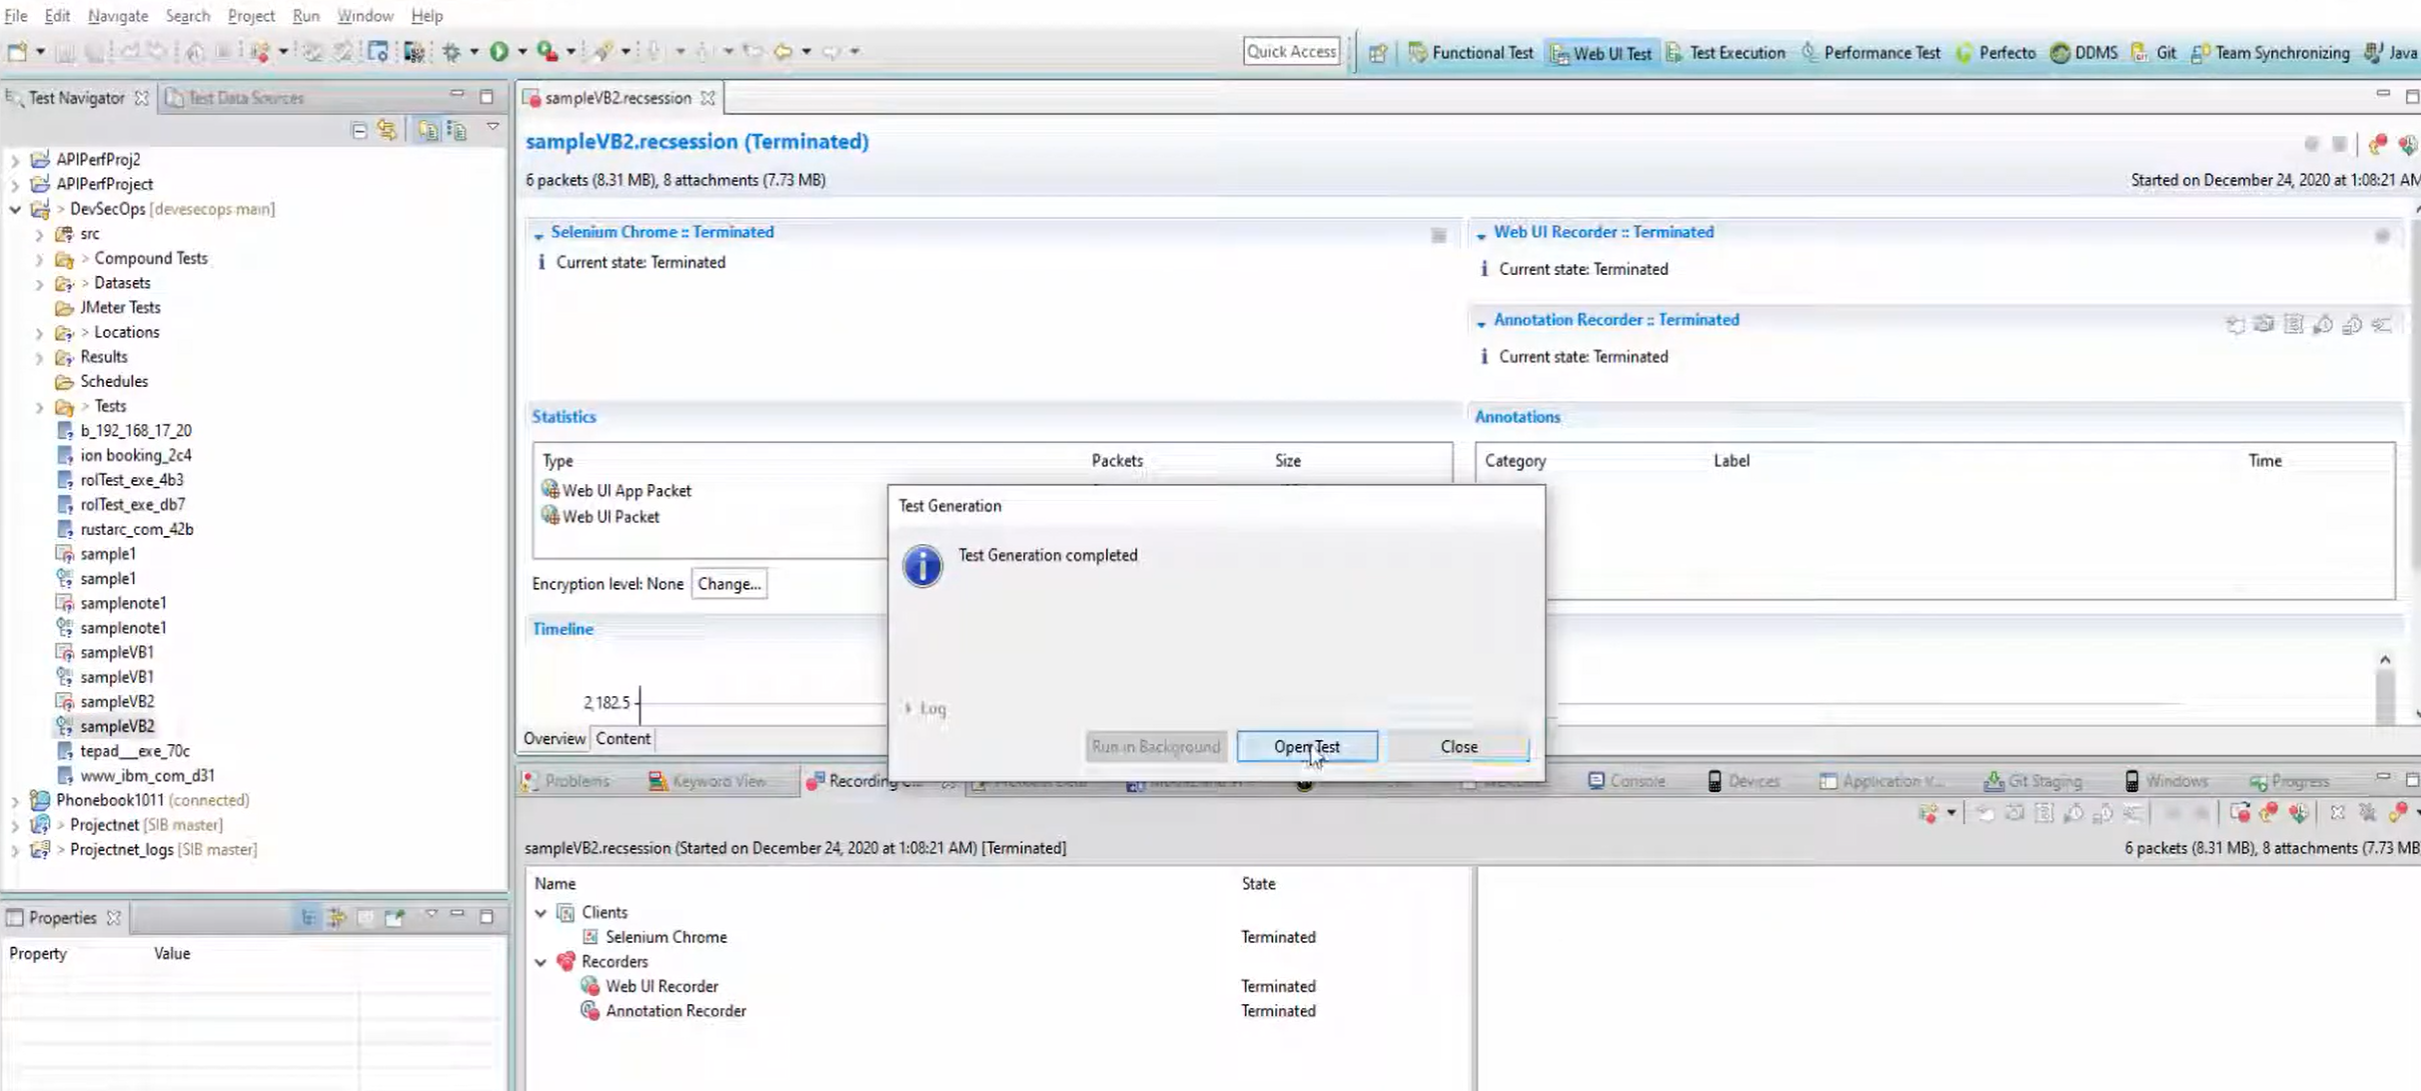 File Edit Navigate Search Project Run Window Help
Quick Access Functional Test Web UI Test Test Execution Performance Test Perfecto DDMS Git Team Synchronizing Java
Test Navigator Test Data Sources
APIPerfProj2
APIPerfProject
> DevSecOps [devesecops main]
src
> Compound Tests
> Datasets
JMeter Tests
> Locations
Results
Schedules
> Tests
b_192_168_17_20
ion booking_2c4
rolTest_exe_4b3
rolTest_exe_db7
rustarc_com_42b
sample1
sample1
samplenote1
samplenote1
sampleVB1
sampleVB1
sampleVB2
sampleVB2
tepad__exe_70c
www_ibm_com_d31
Phonebook1011 (connected)
> Projectnet [SIB master]
> Projectnet_logs [SIB master]
Properties
Property Value
sampleVB2.recsession
sampleVB2.recsession (Terminated)
6 packets (8.31 MB), 8 attachments (7.73 MB)
Started on December 24, 2020 at 1:08:21 AM
Selenium Chrome :: Terminated
Current state: Terminated
Web UI Recorder :: Terminated
Current state: Terminated
Annotation Recorder :: Terminated
Current state: Terminated
Statistics
Type Packets Size
Web UI App Packet
Web UI Packet
Encryption level: None Change...
Annotations
Category Label Time
Timeline
2,182.5
Overview Content
Test Generation
Test Generation completed
Log
Run in Background Open Test Close
Problems Keyword View Recording C... Console Devices Application V... Git Staging Windows Progress
sampleVB2.recsession (Started on December 24, 2020 at 1:08:21 AM) [Terminated]
6 packets (8.31 MB), 8 attachments (7.73 MB
Name State
Clients
Selenium Chrome Terminated
Recorders
Web UI Recorder Terminated
Annotation Recorder Terminated